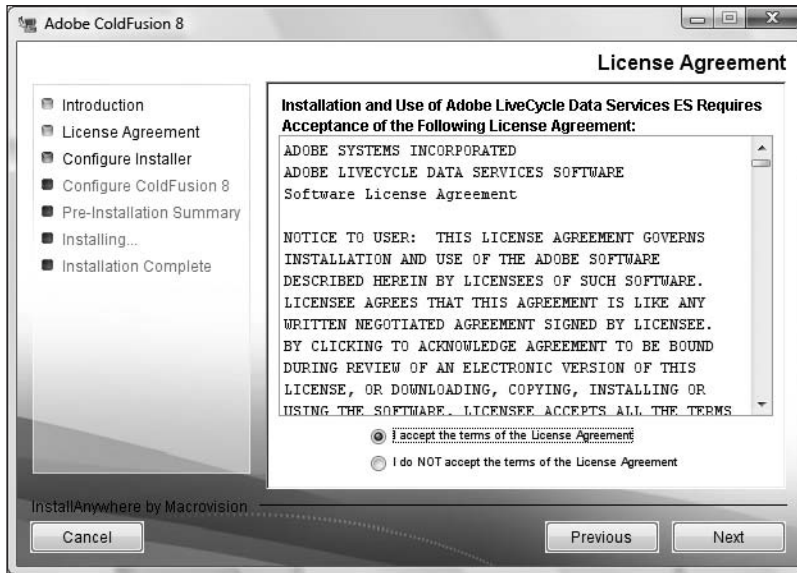 Adobe ColdFusion 8
License Agreement
Introduction
License Agreement
Configure Installer
Configure ColdFusion 8
Pre-Installation Summary
Installing...
Installation Complete
Installation and Use of Adobe LiveCycle Data Services ES Requires
Acceptance of the Following License Agreement:
ADOBE SYSTEMS INCORPORATED
ADOBE LIVECYCLE DATA SERVICES SOFTWARE
Software License Agreement
NOTICE TO USER: THIS LICENSE AGREEMENT GOVERNS
INSTALLATION AND USE OF THE ADOBE SOFTWARE
DESCRIBED HEREIN BY LICENSEES OF SUCH SOFTWARE.
LICENSEE AGREES THAT THIS AGREEMENT IS LIKE ANY
WRITTEN NEGOTIATED AGREEMENT SIGNED BY LICENSEE.
BY CLICKING TO ACKNOWLEDGE AGREEMENT TO BE BOUND
DURING REVIEW OF AN ELECTRONIC VERSION OF THIS
LICENSE, OR DOWNLOADING, COPYING, INSTALLING OR
USING THE SOFTWARE, LICENSEE ACCEPTS ALL THE TERMS
I accept the terms of the License Agreement
I do NOT accept the terms of the License Agreement
InstallAnywhere by Macrovision
Cancel
Previous
Next